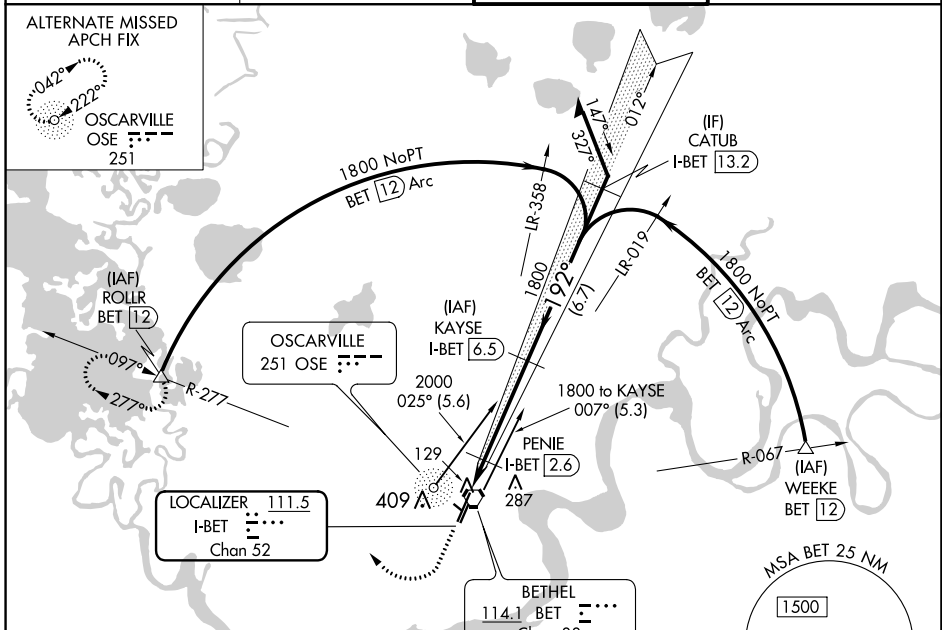 ALTERNATE MISSED
APCH FIX
042°
222°
OSCARVILLE
OSE
251
1800 NoPT
BET 12 Arc
LR-358
147°
327°
012°
(IF)
CATUB
I-BET 13.2
LR-019
1800 NoPT
BET 12 Arc
(IAF)
ROLLR
BET 12
097°
277°
R-277
OSCARVILLE
251 OSE
(IAF)
KAYSE
I-BET 6.5
1800
192°
(6.7)
2000
025° (5.6)
1800 to KAYSE
007° (5.3)
PENIE
I-BET 2.6
129
409
287
R-067
(IAF)
WEEKE
BET 12
LOCALIZER 111.5
I-BET
Chan 52
BETHEL
114.1 BET
MSA BET 25 NM
1500